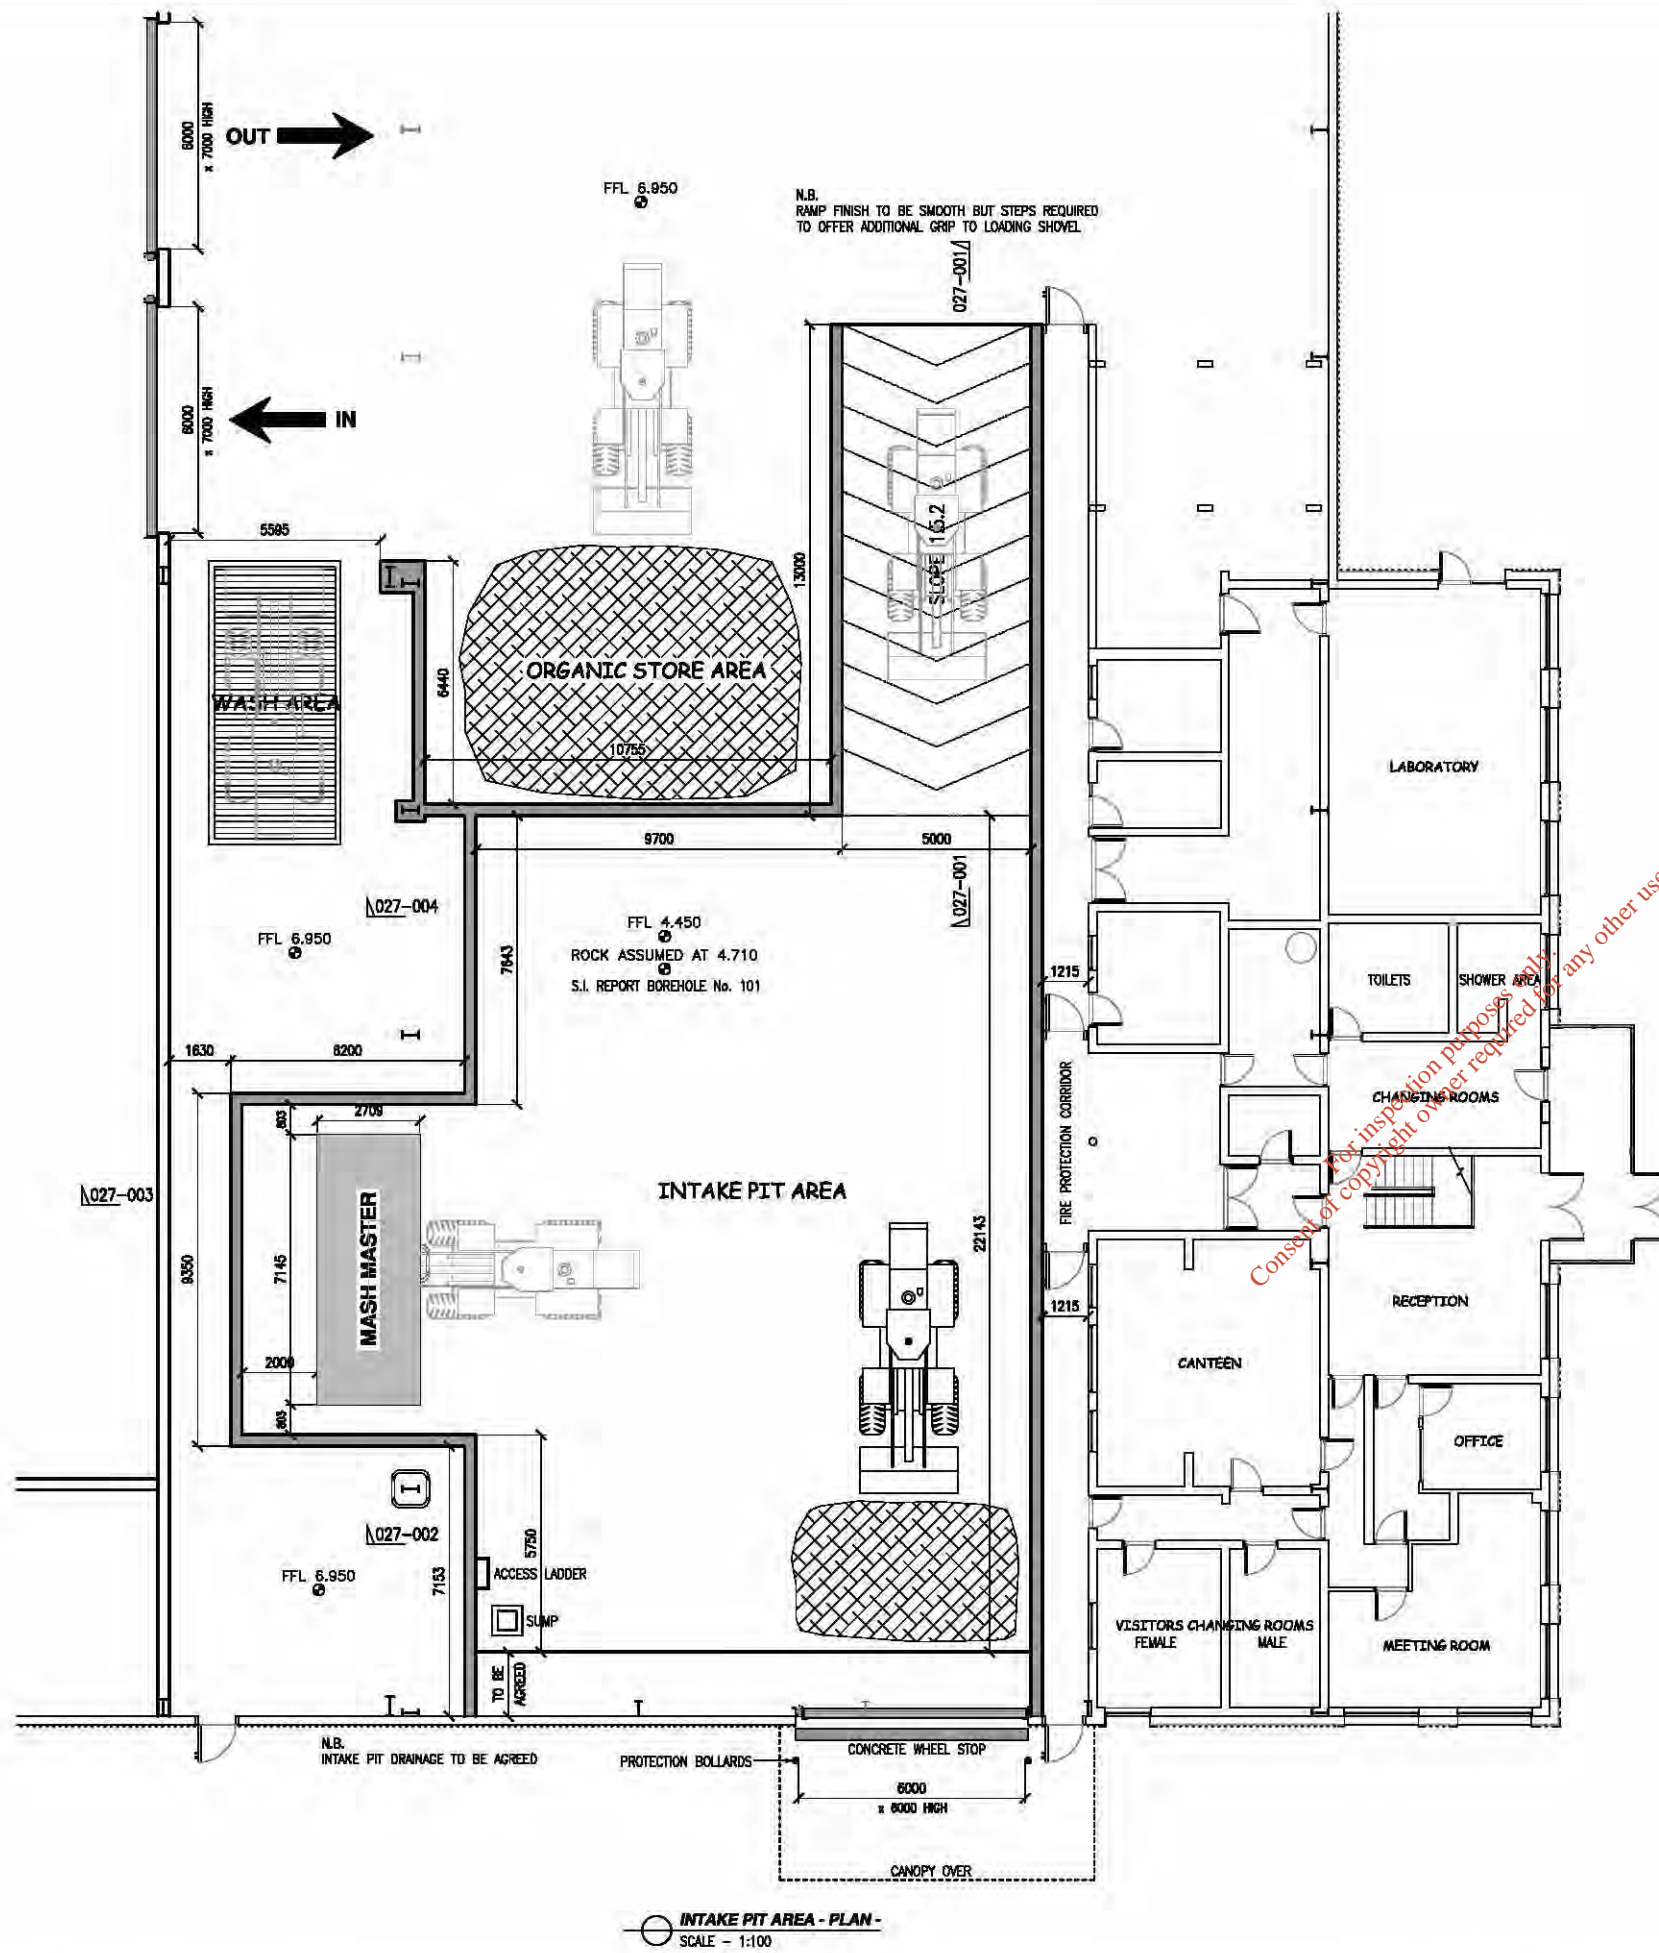 6000
x 7000 HIGH
OUT
FFL 6.950
N.B.
RAMP FINISH TO BE SMOOTH BUT STEPS REQUIRED
TO OFFER ADDITIONAL GRIP TO LOADING SHOVEL
027-001
6000
x 7000 HIGH
IN
5595
13000
SLOPE 1:5.2
6440
ORGANIC STORE AREA
WASH AREA
10755
LABORATORY
9700
5000
027-001
027-004
FFL 6.950
FFL 4.450
ROCK ASSUMED AT 4.710
S.I. REPORT BOREHOLE No. 101
7643
1215
TOILETS
SHOWER AREA
1630
6200
803
2709
FIRE PROTECTION CORRIDOR
CHANGING ROOMS
For inspection purposes only.
Consent of copyright owner required for any other use.
027-003
INTAKE PIT AREA
MASH MASTER
9350
7145
22143
1215
RECEPTION
2000
CANTEEN
803
OFFICE
027-002
5750
7153
FFL 6.950
ACCESS LADDER
SUMP
VISITORS CHANGING ROOMS
FEMALE
MALE
MEETING ROOM
TO BE
AGREED
N.B.
INTAKE PIT DRAINAGE TO BE AGREED
PROTECTION BOLLARDS
CONCRETE WHEEL STOP
6000
x 6000 HIGH
CANOPY OVER
INTAKE PIT AREA - PLAN -
SCALE - 1:100